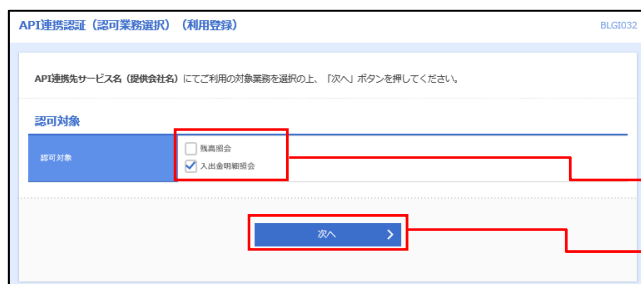 API連携認証（認可業務選択）（利用登録）
BLGI032
API連携先サービス名（提供会社名）にてご利用の対象業務を選択の上、「次へ」ボタンを押してください。
認可対象
認可対象
残高照会
入出金明細照会
次へ